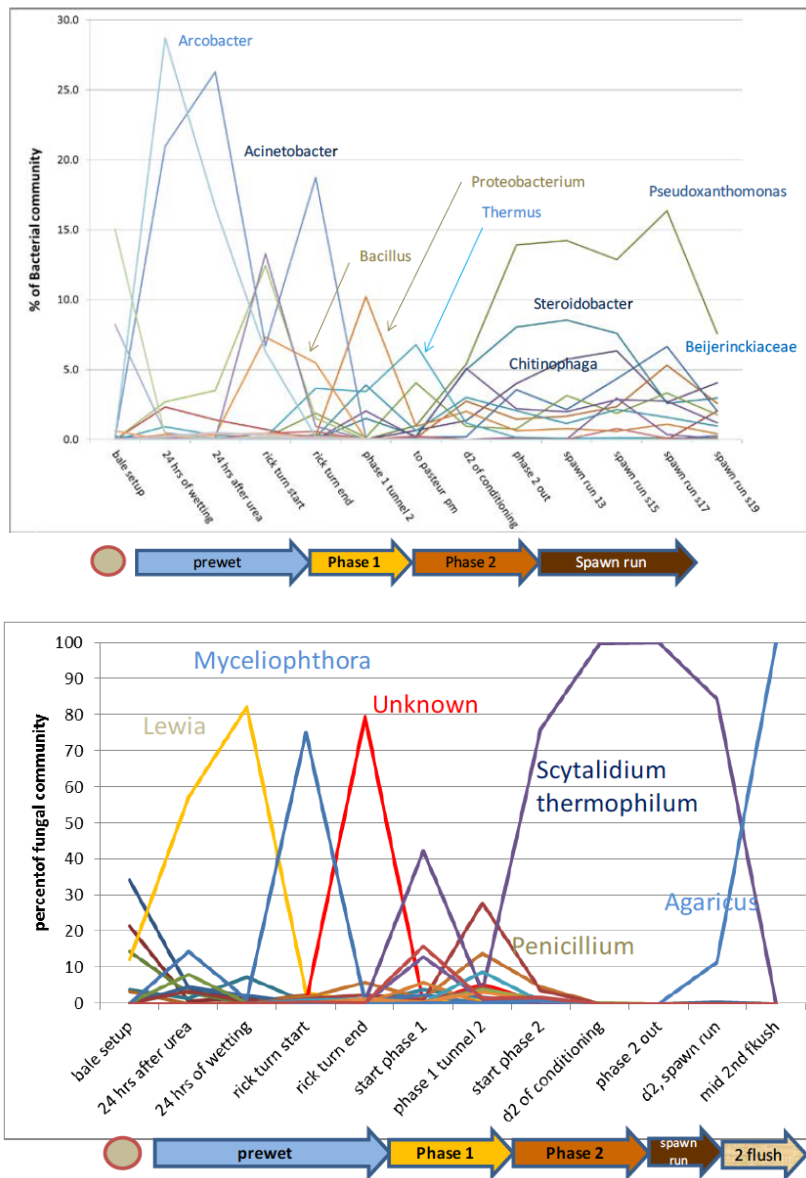 30.0
25.0
20.0
15.0
10.0
5.0
0.0
% of Bacterial community
Arcobacter
Acinetobacter
Proteobacterium
Pseudoxanthomonas
Thermus
Bacillus
Steroidobacter
Beijerinckiaceae
Chitinophaga
bale setup
24 hrs of wetting
24 hrs after urea
rick turn start
rick turn end
phase 1 tunnel 2
to pasteur pm
d2 of conditioning
phase 2 out
spawn run 13
spawn run s15
spawn run s17
spawn run s19
prewet
Phase 1
Phase 2
Spawn run
100
90
80
70
60
50
40
30
20
10
0
percentof fungal community
Myceliophthora
Unknown
Lewia
Scytalidium
thermophilum
Agaricus
Penicillium
bale setup
24 hrs after urea
24 hrs of wetting
rick turn start
rick turn end
start phase 1
phase 1 tunnel 2
start phase 2
d2 of conditioning
phase 2 out
d2, spawn run
mid 2nd fkush
prewet
Phase 1
Phase 2
spawn
run
2 flush